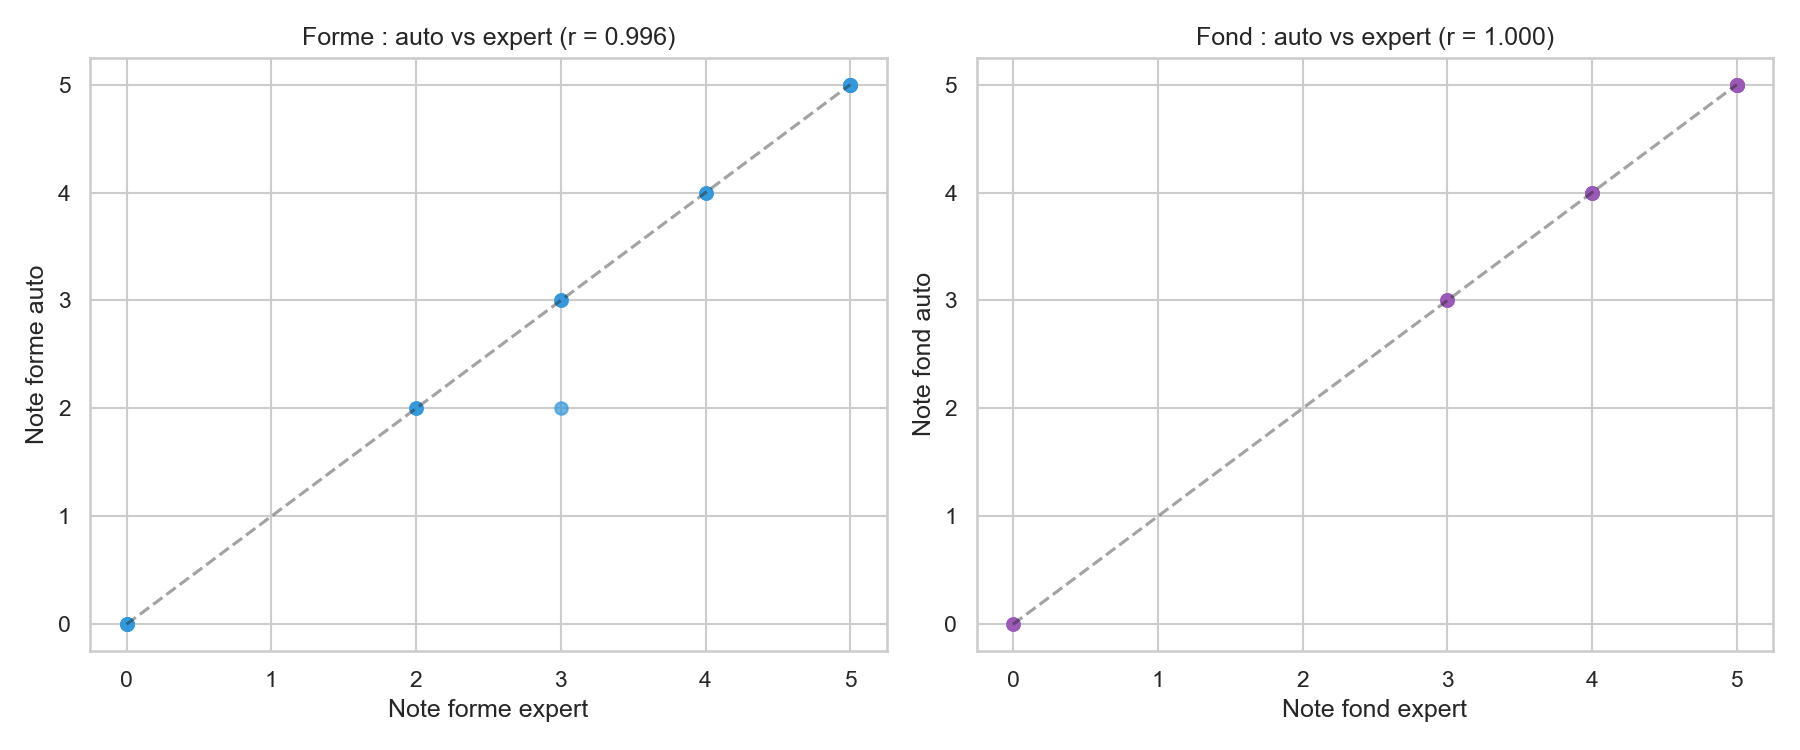 Forme : auto vs expert (r = 0.996)
Note forme auto
5
4
3
2
1
0
0 1 2 3 4 5
Note forme expert
Fond : auto vs expert (r = 1.000)
Note fond auto
5
4
3
2
1
0
0 1 2 3 4 5
Note fond expert